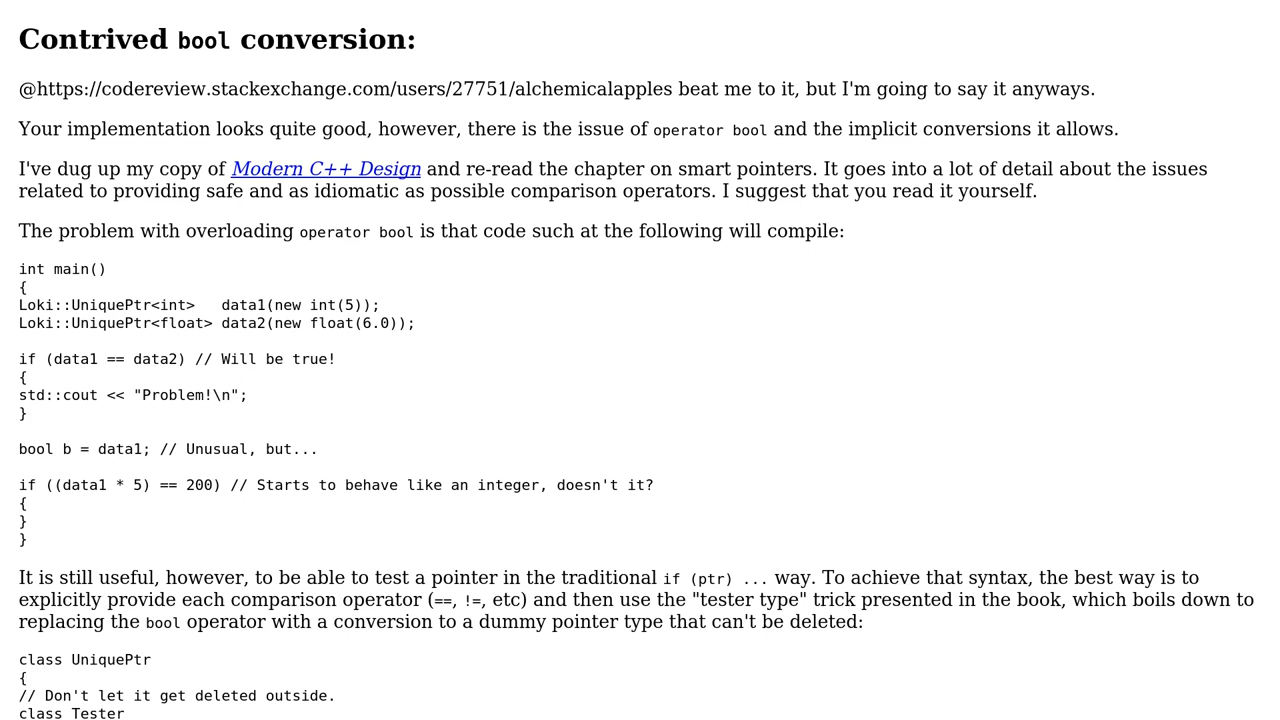 Contrived bool conversion:
@https://codereview.stackexchange.com/users/27751/alchemicalapples beat me to it, but I'm going to say it anyways.
Your implementation looks quite good, however, there is the issue of operator bool and the implicit conversions it allows.
I've dug up my copy of Modern C++ Design and re-read the chapter on smart pointers. It goes into a lot of detail about the issues
related to providing safe and as idiomatic as possible comparison operators. I suggest that you read it yourself.
The problem with overloading operator bool is that code such at the following will compile:
int main()
{
Loki::UniquePtr<int>   data1(new int(5));
Loki::UniquePtr<float> data2(new float(6.0));
if (data1 == data2) // Will be true!
{
std::cout << "Problem!\n";
}
bool b = data1; // Unusual, but...
if ((data1 * 5) == 200) // Starts to behave like an integer, doesn't it?
{
}
}
It is still useful, however, to be able to test a pointer in the traditional if (ptr) ... way. To achieve that syntax, the best way is to
explicitly provide each comparison operator (==, !=, etc) and then use the "tester type" trick presented in the book, which boils down to
replacing the bool operator with a conversion to a dummy pointer type that can't be deleted:
class UniquePtr
{
// Don't let it get deleted outside.
class Tester